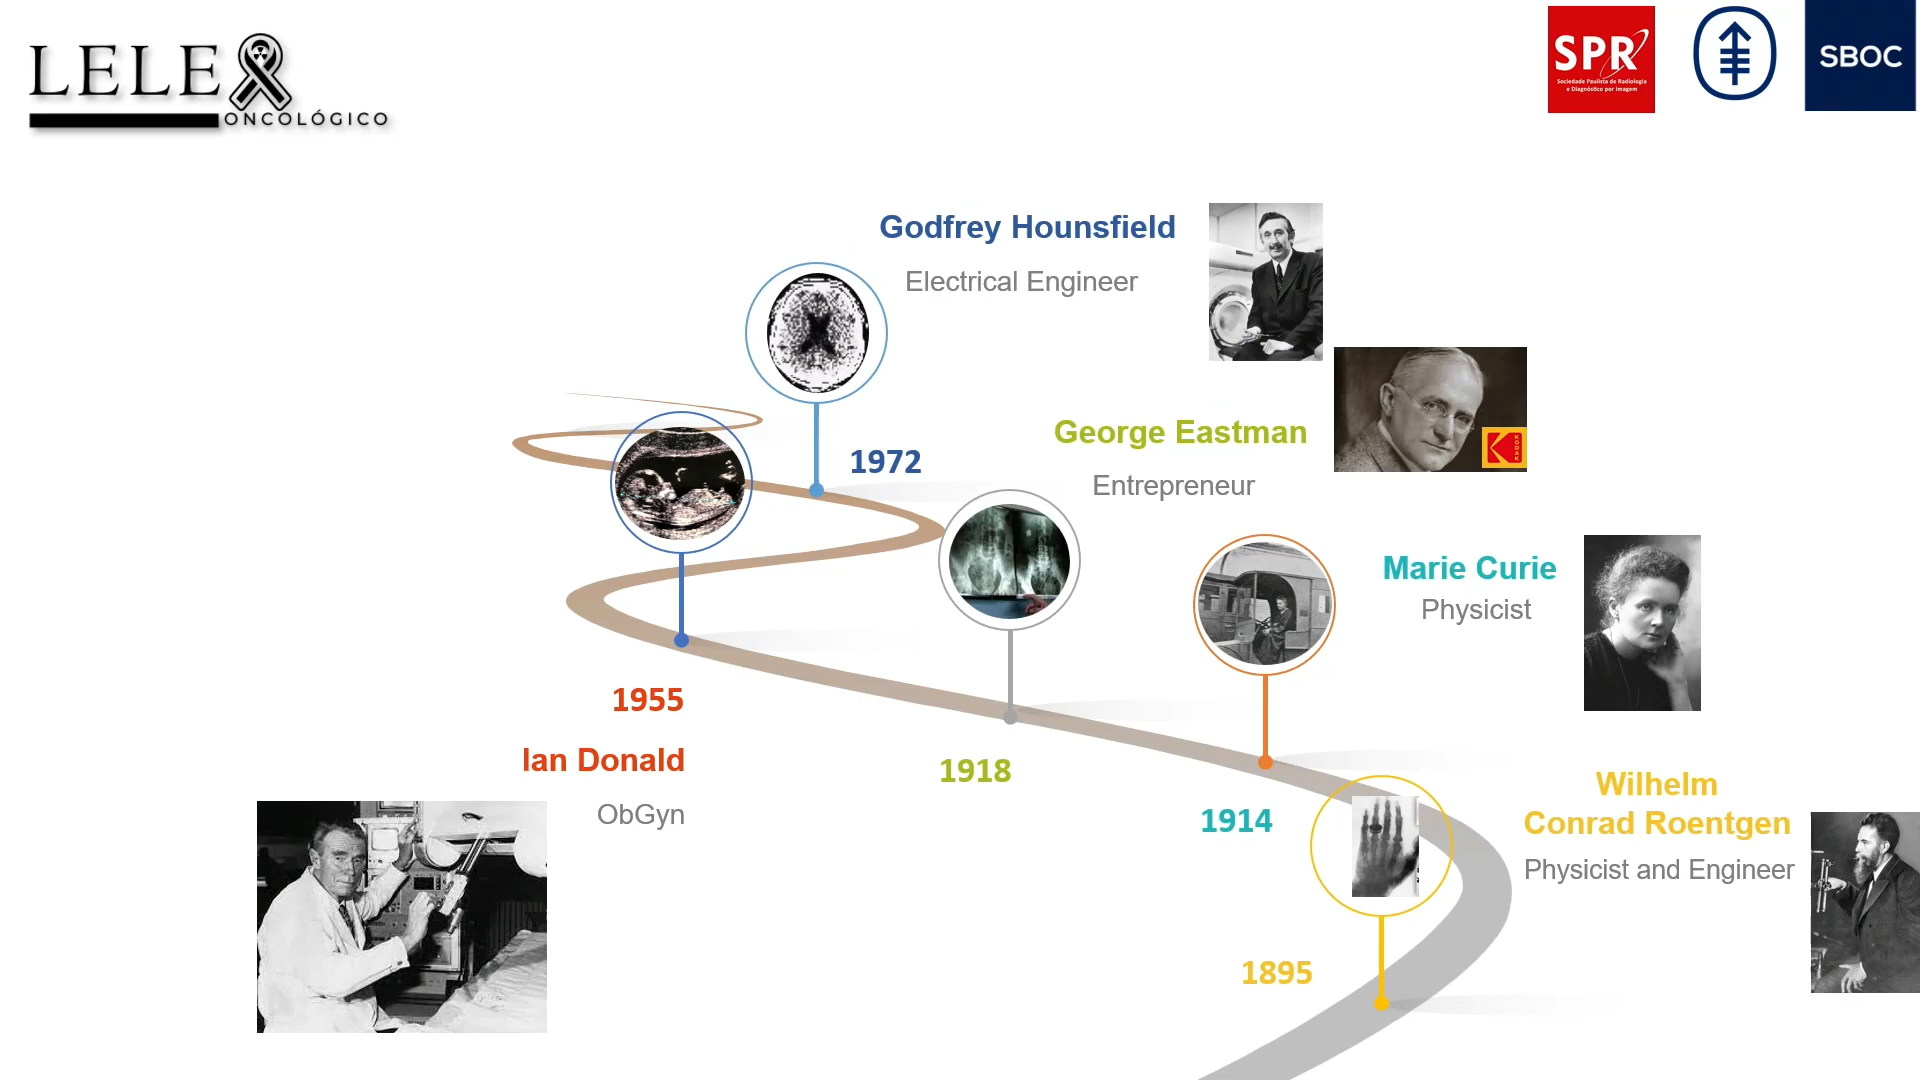 LELE
ONCOLÓGICO
SPR
Sociedade Paulista de Radiologia
e Diagnóstico por Imagem
SBOC
Godfrey Hounsfield
Electrical Engineer
1972
George Eastman
Entrepreneur
KODAK
Marie Curie
Physicist
1955
Ian Donald
ObGyn
1918
1914
Wilhelm
Conrad Roentgen
Physicist and Engineer
1895